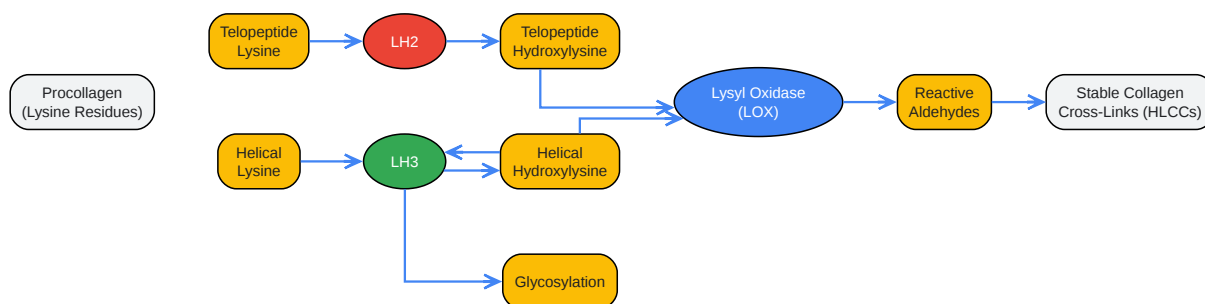 Procollagen
(Lysine Residues)
Telopeptide
Lysine
LH2
Telopeptide
Hydroxylysine
Helical
Lysine
LH3
Helical
Hydroxylysine
Glycosylation
Lysyl Oxidase
(LOX)
Reactive
Aldehydes
Stable Collagen
Cross-Links (HLCCs)